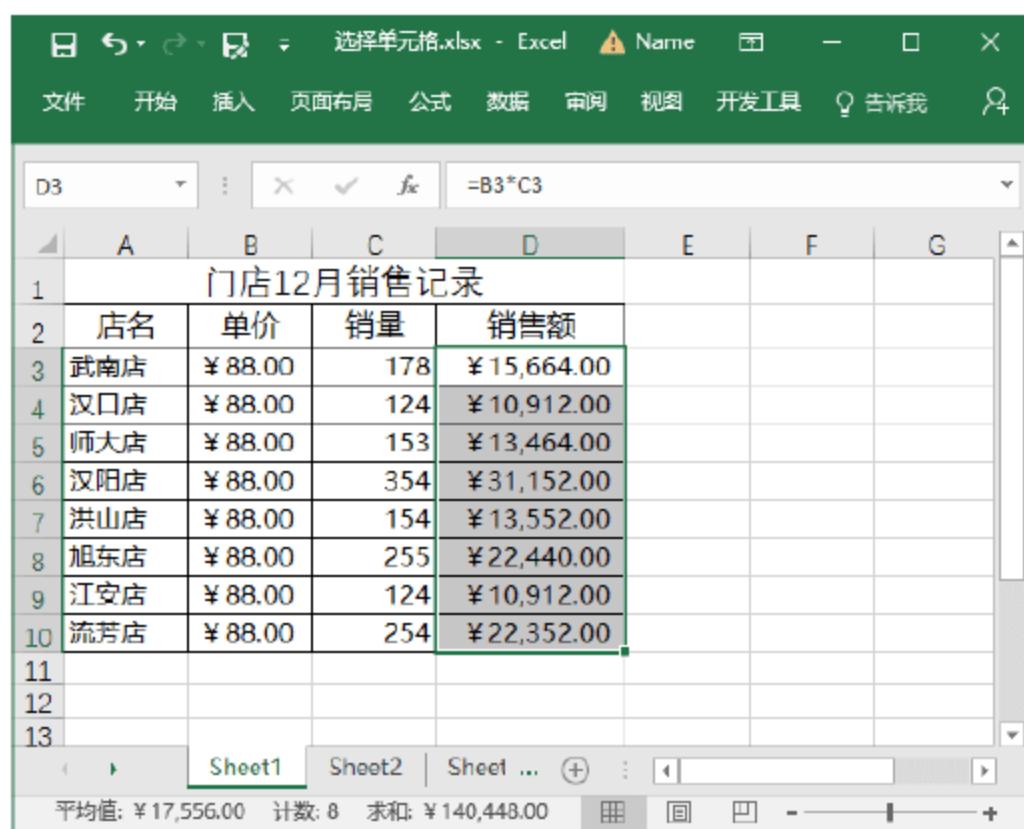 选择单元格.xlsx - Excel Name
文件 开始 插入 页面布局 公式 数据 审阅 视图 开发工具 告诉我
D3 fx =B3*C3
A B C D E F G
1 门店12月销售记录
2 店名 单价 销量 销售额
3 武南店 ¥88.00 178 ¥15,664.00
4 汉口店 ¥88.00 124 ¥10,912.00
5 师大店 ¥88.00 153 ¥13,464.00
6 汉阳店 ¥88.00 354 ¥31,152.00
7 洪山店 ¥88.00 154 ¥13,552.00
8 旭东店 ¥88.00 255 ¥22,440.00
9 江安店 ¥88.00 124 ¥10,912.00
10 流芳店 ¥88.00 254 ¥22,352.00
11
12
13
Sheet1 Sheet2 Sheet ...
平均值: ¥17,556.00 计数: 8 求和: ¥140,448.00